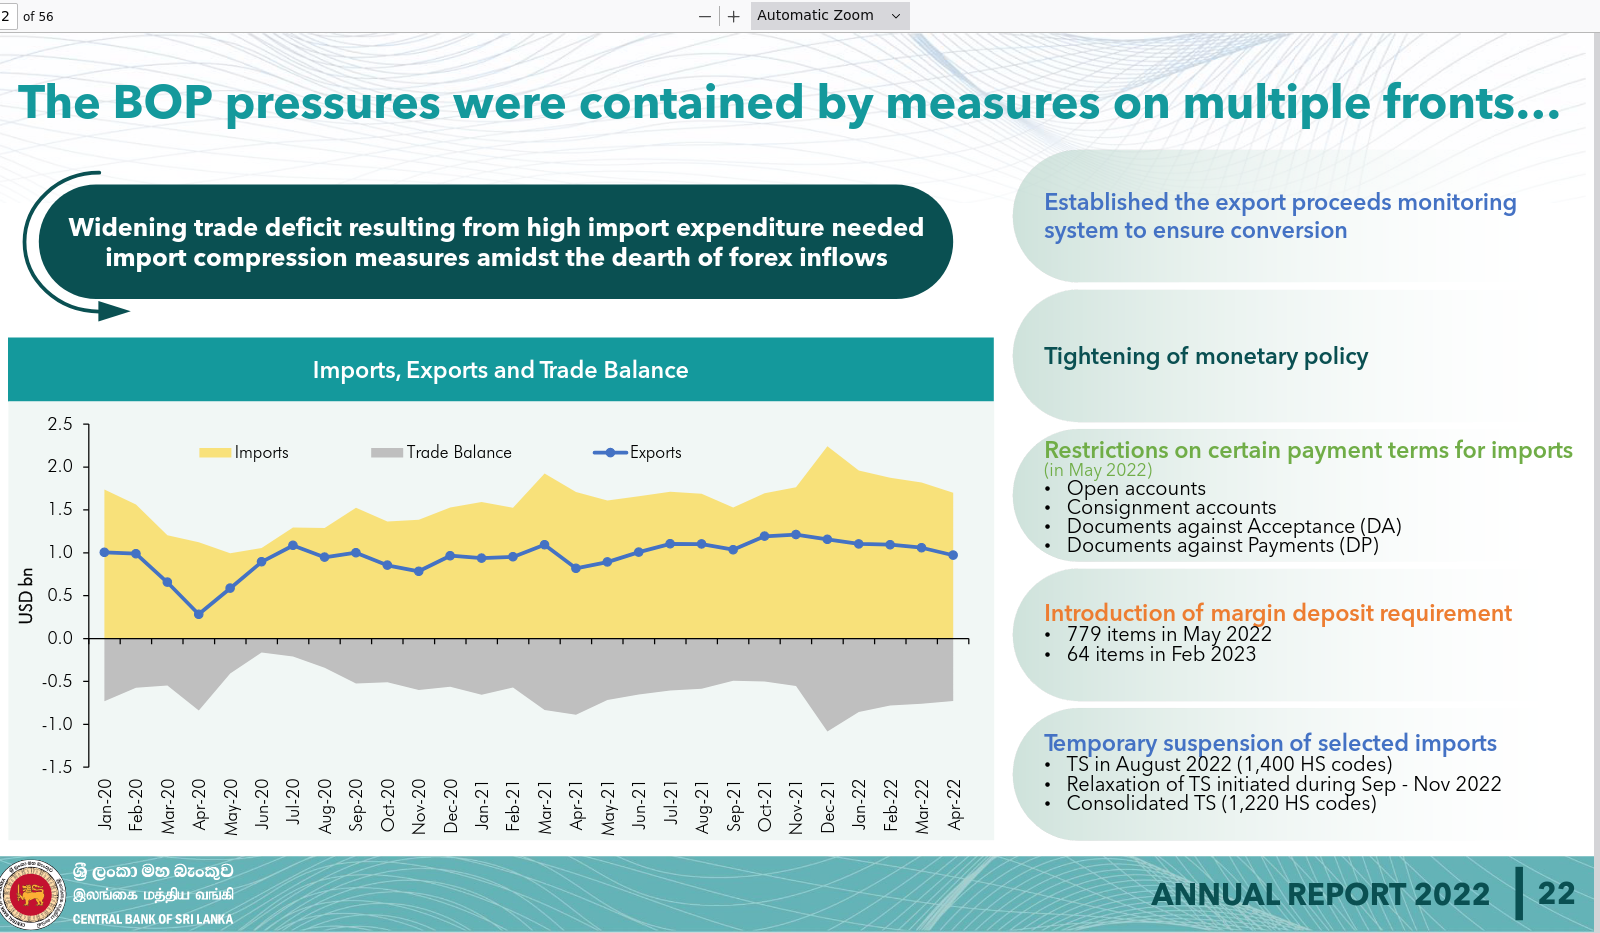 2 of 56
Automatic Zoom
The BOP pressures were contained by measures on multiple fronts...
Widening trade deficit resulting from high import expenditure needed
import compression measures amidst the dearth of forex inflows
Imports, Exports and Trade Balance
2.5
2.0
1.5
1.0
0.5
0.0
-0.5
-1.0
-1.5
USD bn
Imports
Trade Balance
Exports
Jan-20
Feb-20
Mar-20
Apr-20
May-20
Jun-20
Jul-20
Aug-20
Sep-20
Oct-20
Nov-20
Dec-20
Jan-21
Feb-21
Mar-21
Apr-21
May-21
Jun-21
Jul-21
Aug-21
Sep-21
Oct-21
Nov-21
Dec-21
Jan-22
Feb-22
Mar-22
Apr-22
Established the export proceeds monitoring
system to ensure conversion
Tightening of monetary policy
Restrictions on certain payment terms for imports
(in May 2022)
• Open accounts
• Consignment accounts
• Documents against Acceptance (DA)
• Documents against Payments (DP)
Introduction of margin deposit requirement
• 779 items in May 2022
• 64 items in Feb 2023
Temporary suspension of selected imports
• TS in August 2022 (1,400 HS codes)
• Relaxation of TS initiated during Sep - Nov 2022
• Consolidated TS (1,220 HS codes)
ශ්‍රී ලංකා මහ බැංකුව
இலங்கை மத்திய வங்கி
CENTRAL BANK OF SRI LANKA
ANNUAL REPORT 2022
22